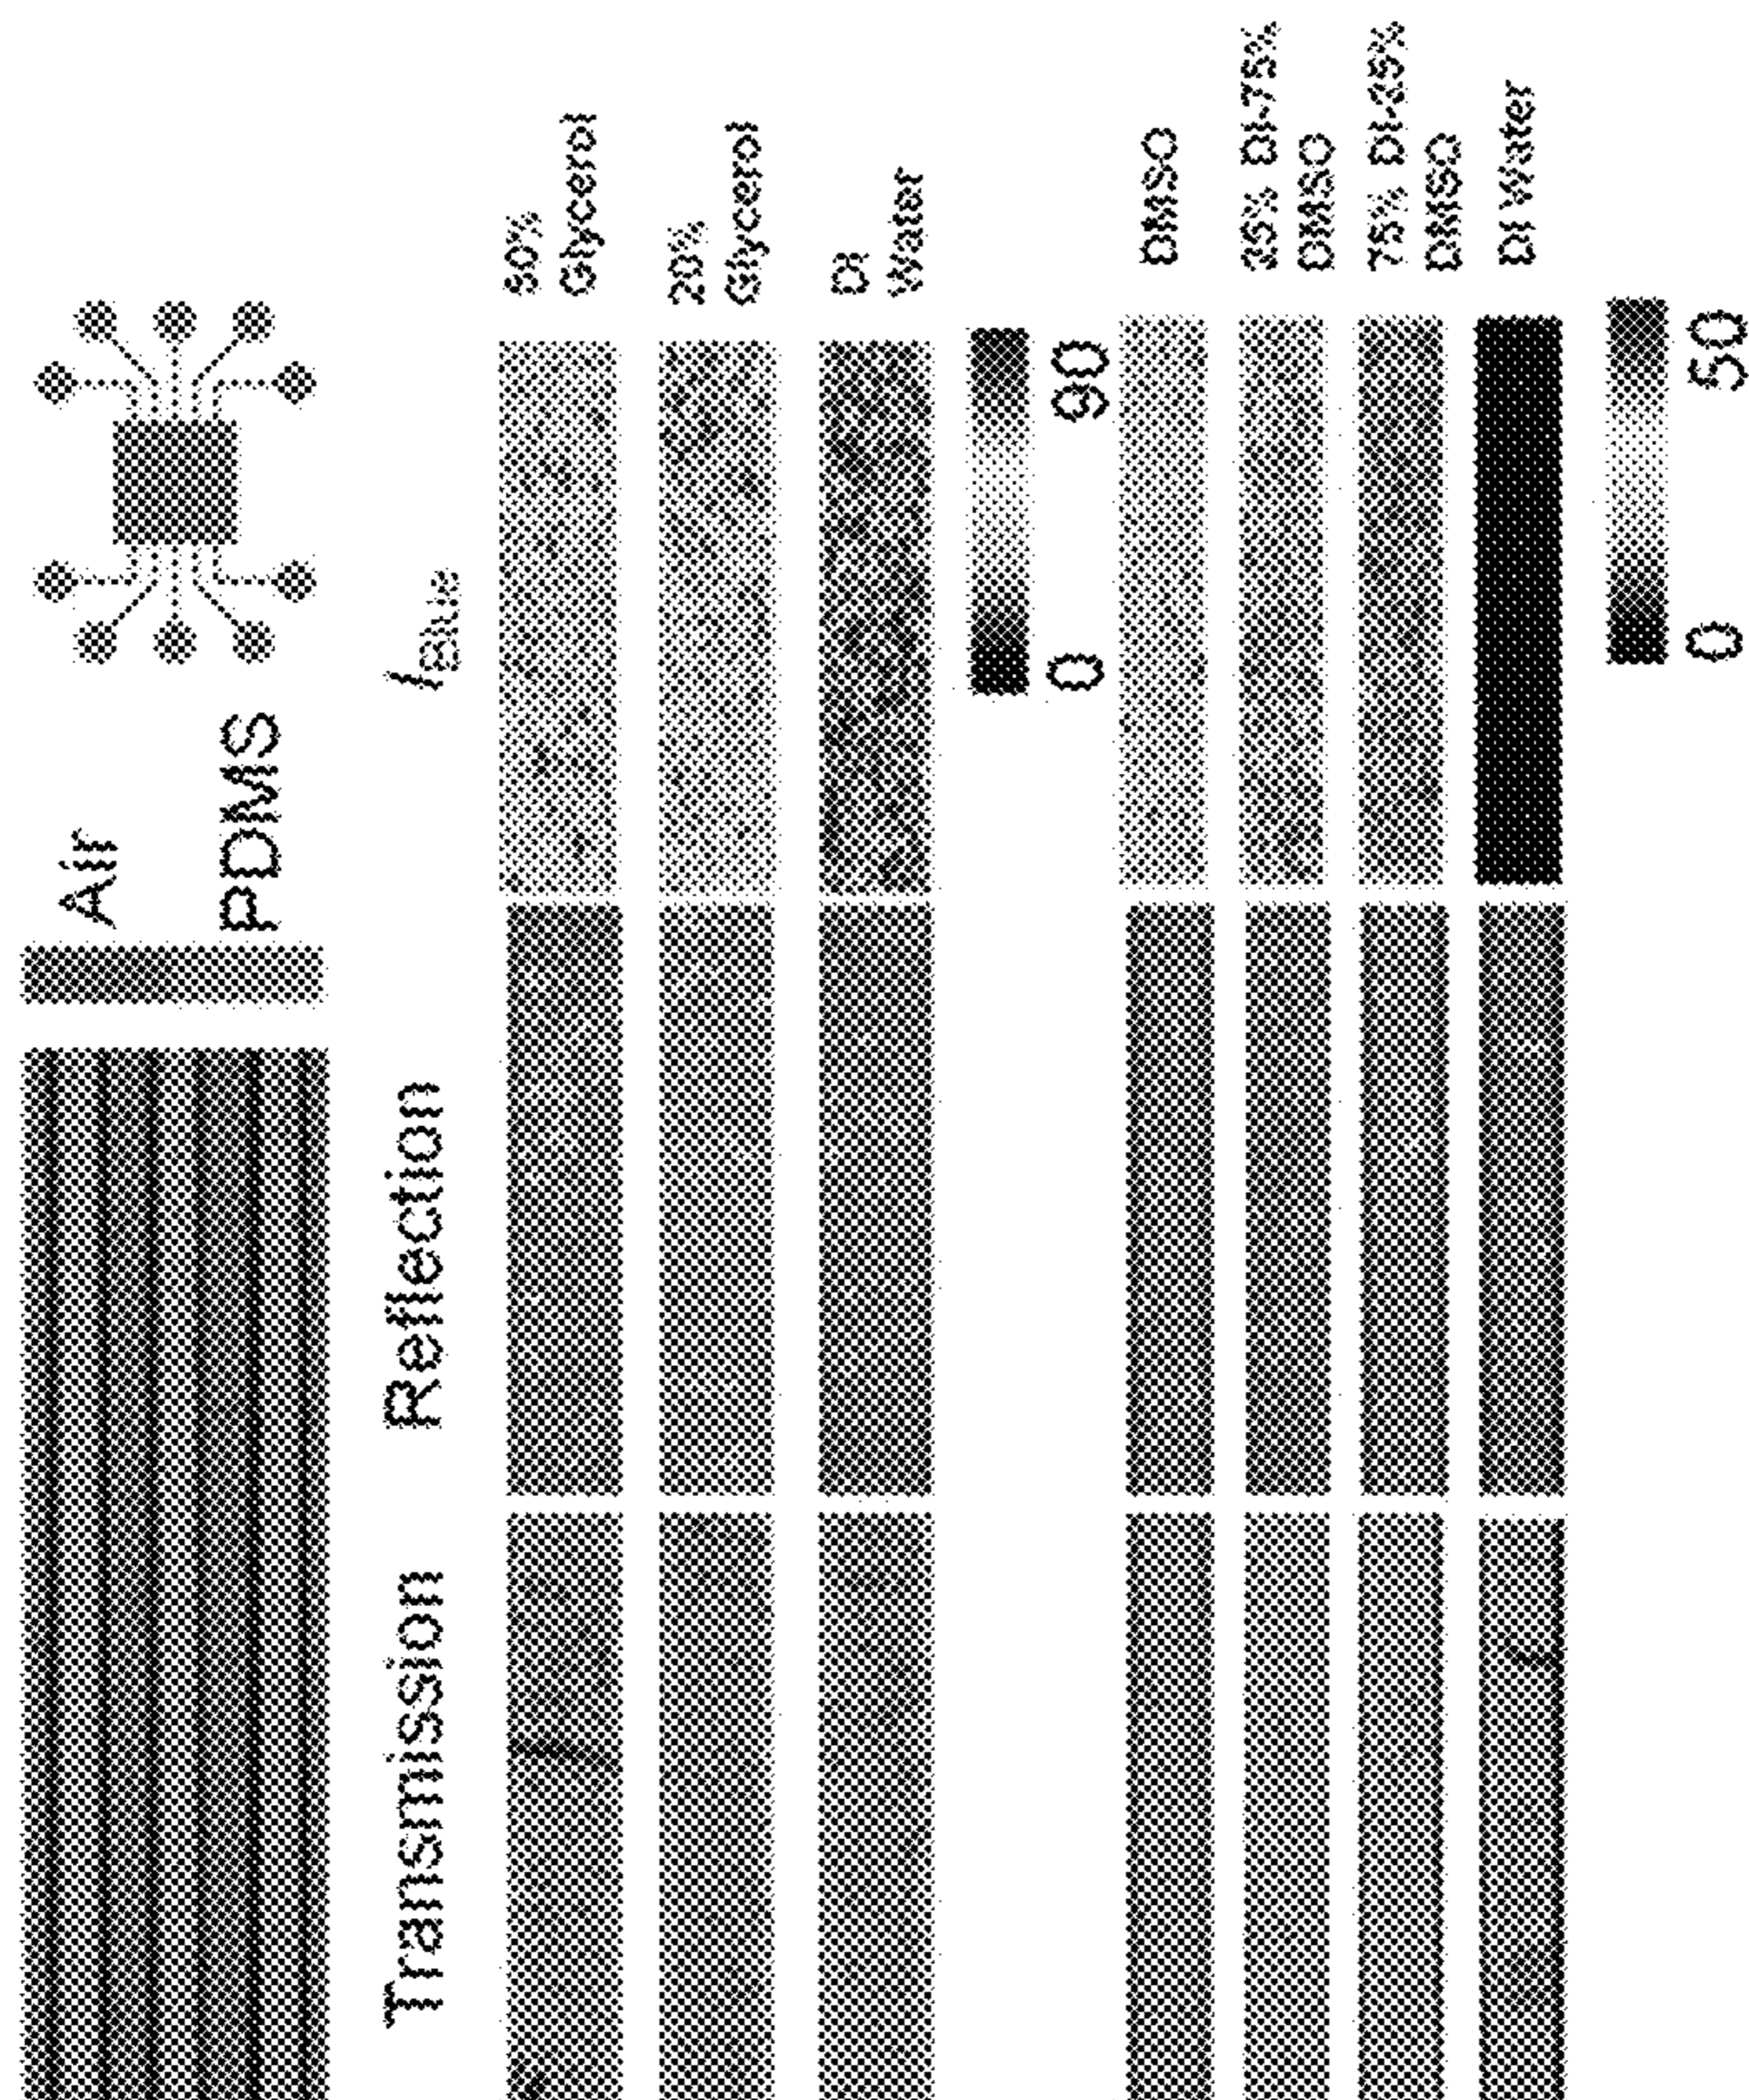 Air
PDMS
Transmission Reflection I_Blue
Glycerol
20%
Glycerol
DI
Water
0 90
DMSO
25% DI-75%
DMSO
75% DI-25%
DMSO
DI Water
0 50